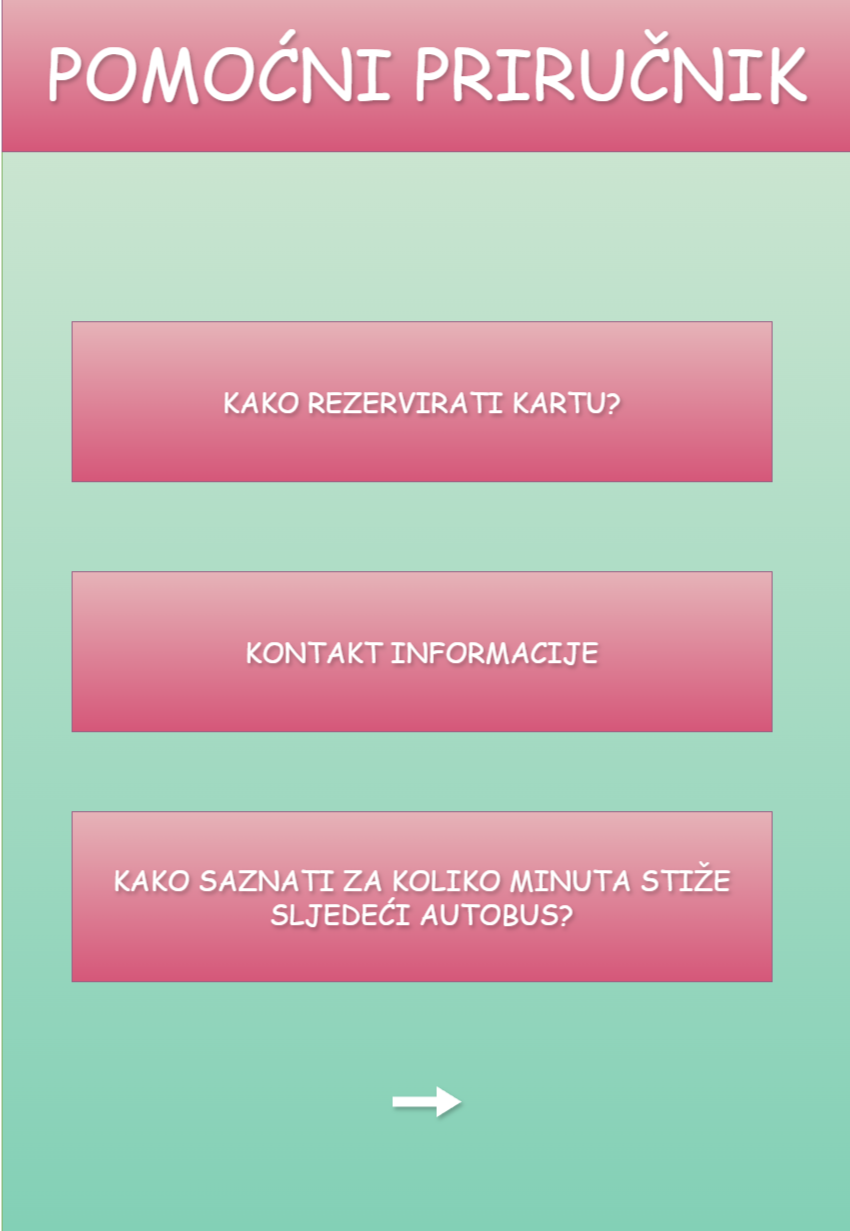 POMOĆNI PRIRUČNIK
KAKO REZERVIRATI KARTU?
KONTAKT INFORMACIJE
KAKO SAZNATI ZA KOLIKO MINUTA STIŽE
SLJEDEĆI AUTOBUS?